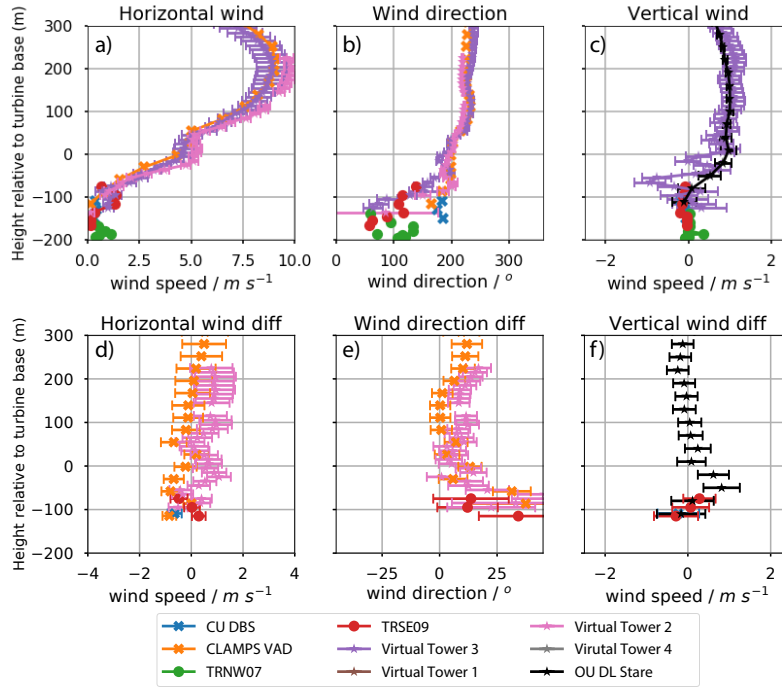 Horizontal wind
Wind direction
Vertical wind
a)
b)
c)
Height relative to turbine base (m)
300
200
100
0
−100
−200
0.0
2.5
5.0
7.5
10.0
0
100
200
300
−2
0
2
wind speed / m s⁻¹
wind direction / °
wind speed / m s⁻¹
Horizontal wind diff
Wind direction diff
Vertical wind diff
d)
e)
f)
Height relative to turbine base (m)
300
200
100
0
−100
−200
−4
−2
0
2
4
−25
0
25
−2
0
2
wind speed / m s⁻¹
wind direction / °
wind speed / m s⁻¹
CU DBS
CLAMPS VAD
TRNW07
TRSE09
Virtual Tower 3
Virtual Tower 1
Virtual Tower 2
Virutal Tower 4
OU DL Stare